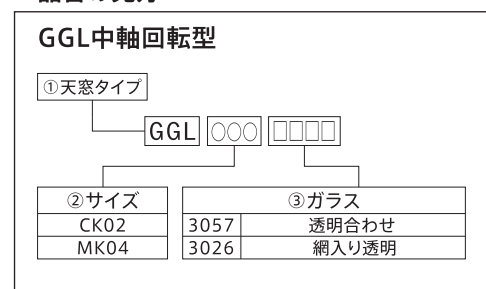 GGL中軸回転型
①天窓タイプ
GGL ○○○ □□□□
②サイズ ③ガラス
CK02 3057 透明合わせ
MK04 3026 網入り透明